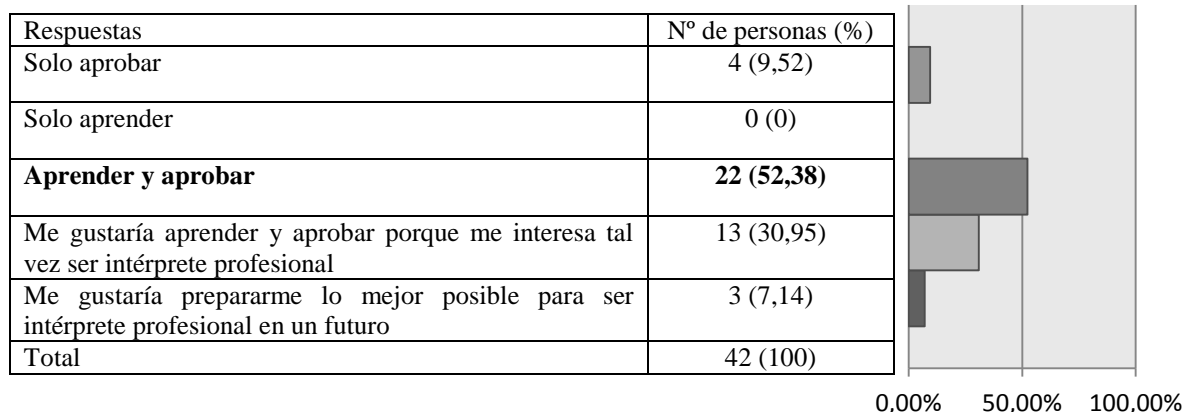 Respuestas Nº de personas (%)
Solo aprobar 4 (9,52)
Solo aprender 0 (0)
Aprender y aprobar 22 (52,38)
Me gustaría aprender y aprobar porque me interesa tal 13 (30,95)
vez ser intérprete profesional
Me gustaría prepararme lo mejor posible para ser 3 (7,14)
intérprete profesional en un futuro
Total 42 (100)
0,00% 50,00% 100,00%